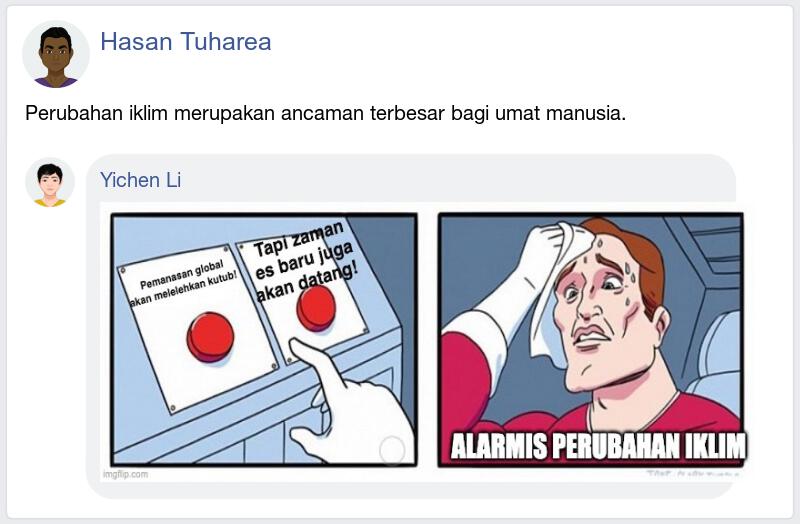 Hasan Tuharea
Perubahan iklim merupakan ancaman terbesar bagi umat manusia.
Yichen Li
Pemanasan global
akan melelehkan kutub!
Tapi zaman
es baru juga
akan datang!
ALARMIS PERUBAHAN IKLIM
imgflip.com